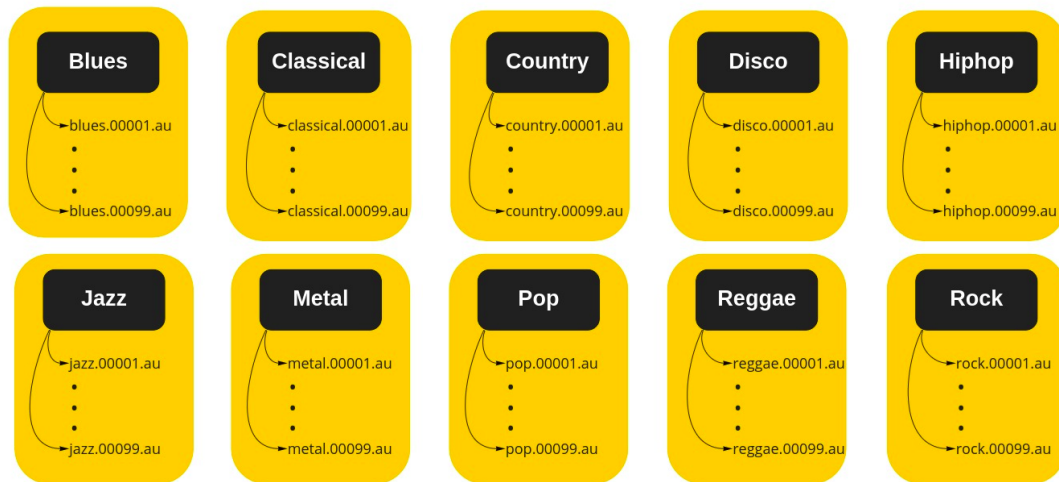 Blues
blues.00001.au
blues.00099.au
Classical
classical.00001.au
classical.00099.au
Country
country.00001.au
country.00099.au
Disco
disco.00001.au
disco.00099.au
Hiphop
hiphop.00001.au
hiphop.00099.au
Jazz
jazz.00001.au
jazz.00099.au
Metal
metal.00001.au
metal.00099.au
Pop
pop.00001.au
pop.00099.au
Reggae
reggae.00001.au
reggae.00099.au
Rock
rock.00001.au
rock.00099.au